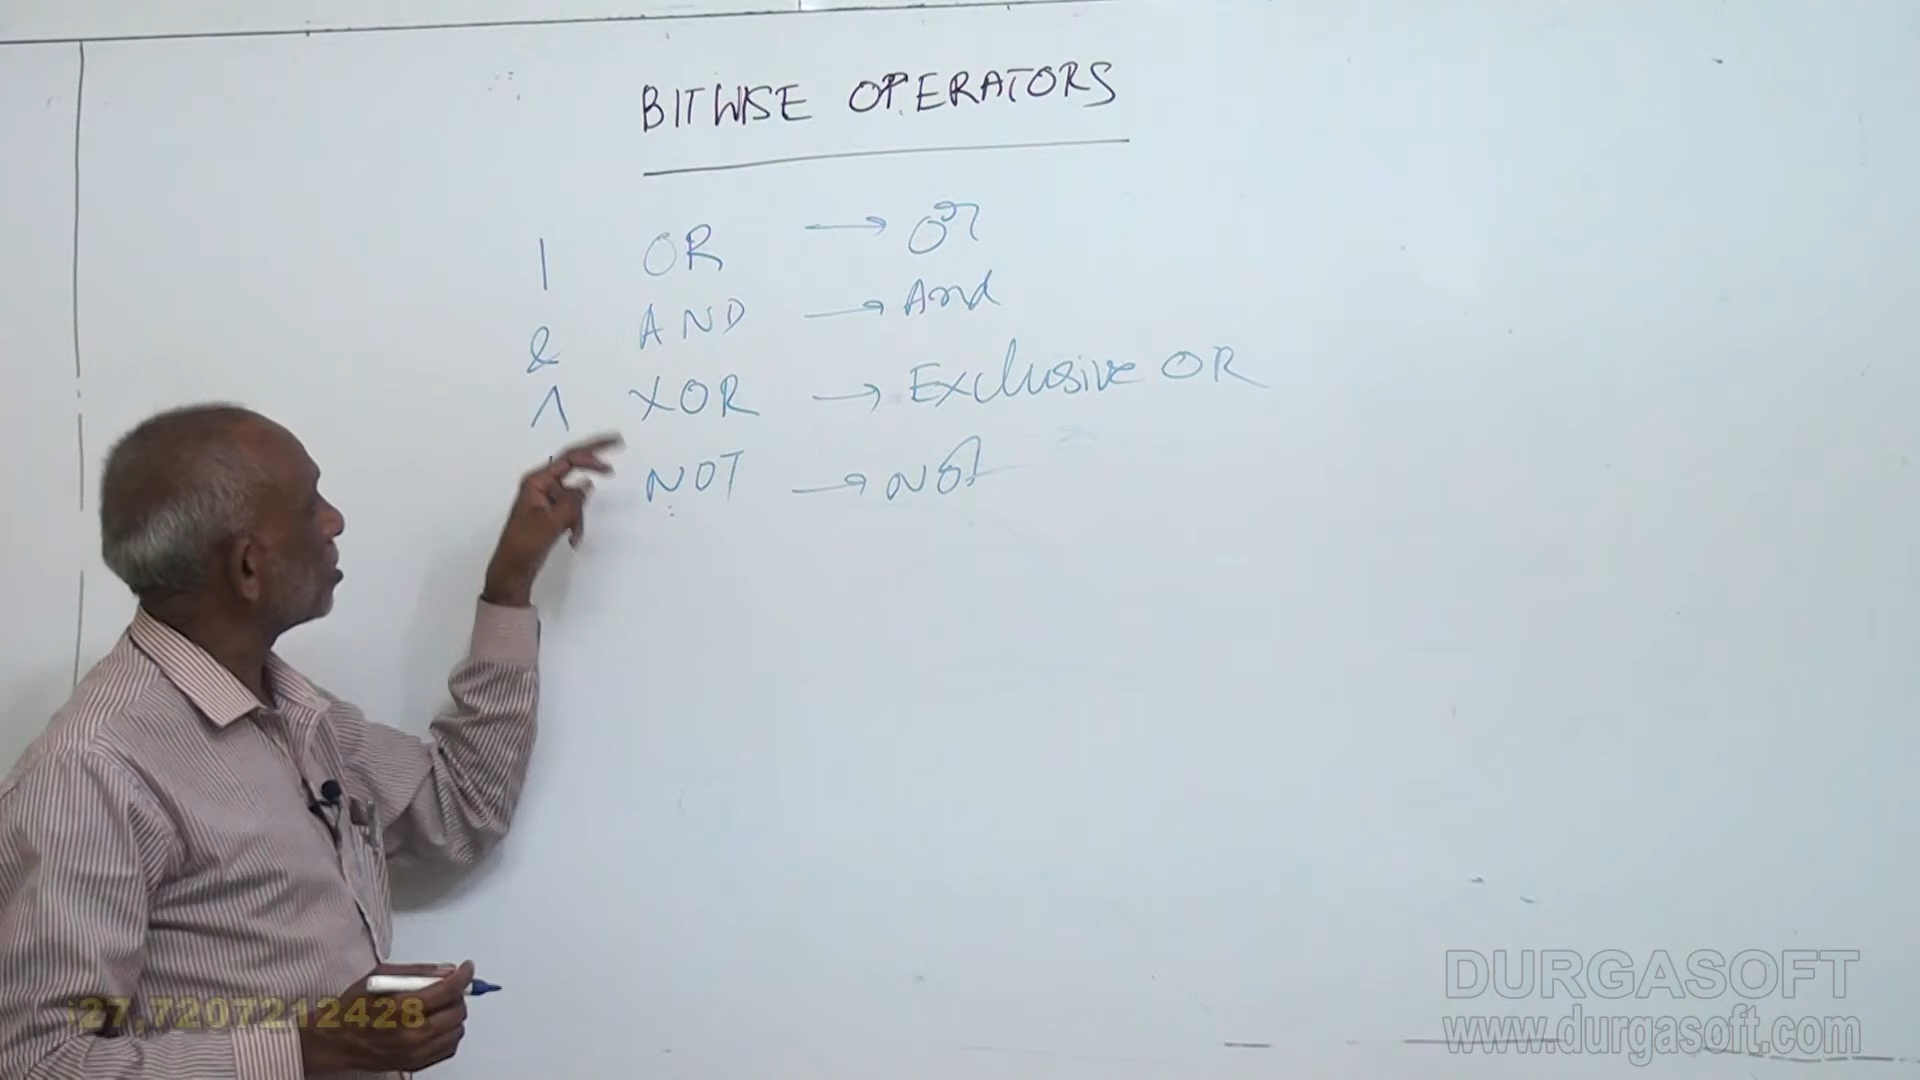 BITWISE OPERATORS
| OR → Or
& AND → And
^ XOR → Exclusive OR
NOT → Not
27,7207212428
DURGASOFT
www.durgasoft.com